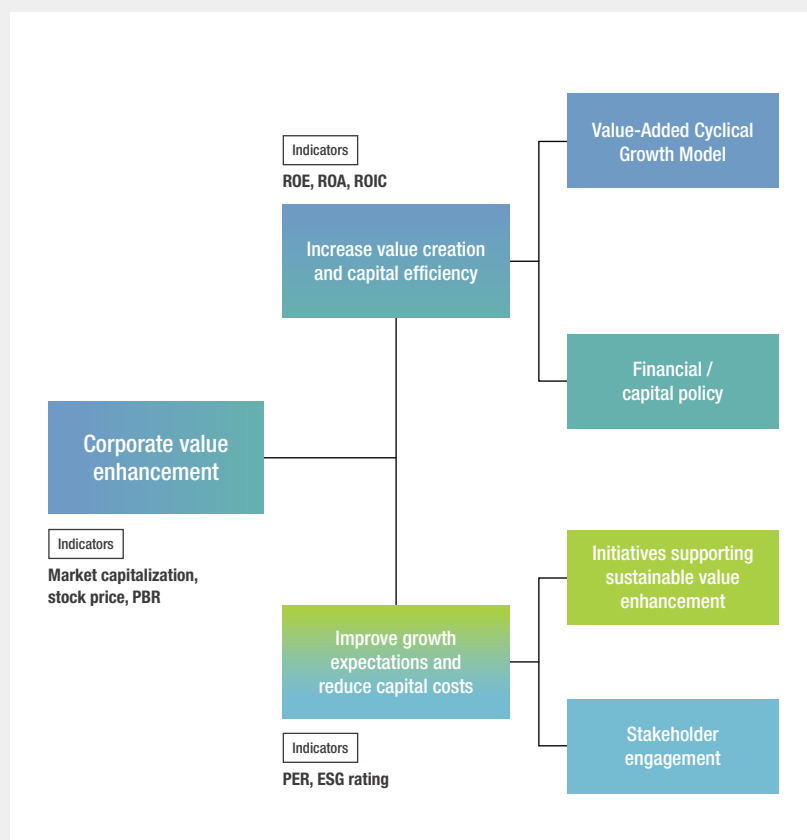 Corporate value
enhancement
Indicators
Market capitalization,
stock price, PBR
Indicators
ROE, ROA, ROIC
Increase value creation
and capital efficiency
Value-Added Cyclical
Growth Model
Financial /
capital policy
Improve growth
expectations and
reduce capital costs
Indicators
PER, ESG rating
Initiatives supporting
sustainable value
enhancement
Stakeholder
engagement